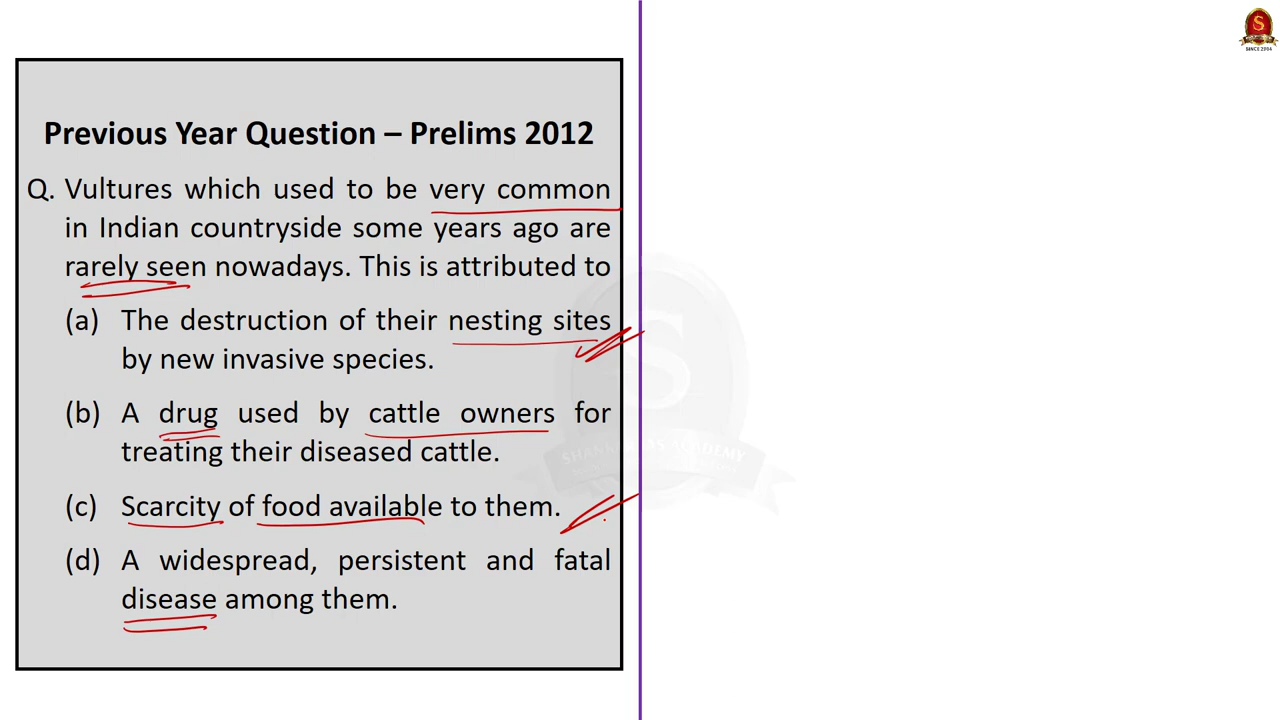 Previous Year Question – Prelims 2012
Q. Vultures which used to be very common
in Indian countryside some years ago are
rarely seen nowadays. This is attributed to
(a) The destruction of their nesting sites
by new invasive species.
(b) A drug used by cattle owners for
treating their diseased cattle.
(c) Scarcity of food available to them.
(d) A widespread, persistent and fatal
disease among them.
S
SINCE 2004
S